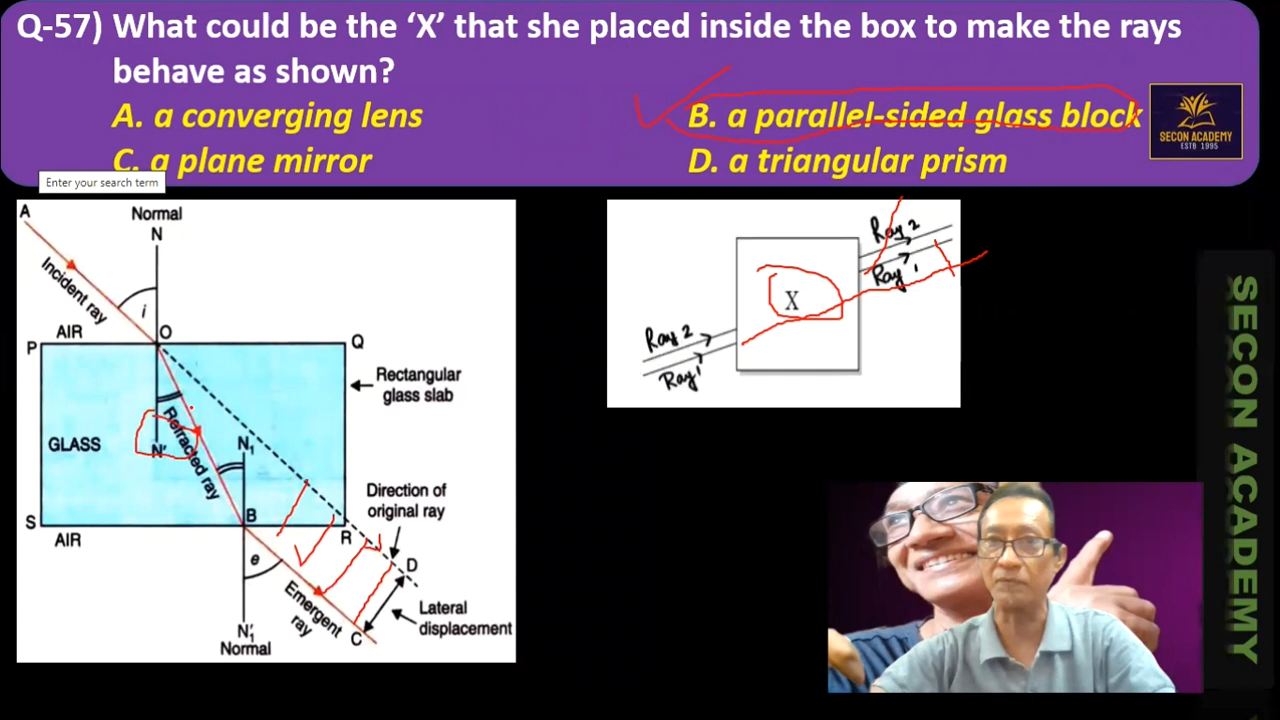 Q-57) What could be the ‘X’ that she placed inside the box to make the rays
behave as shown?
A. a converging lens
B. a parallel-sided glass block
C. a plane mirror
D. a triangular prism
SECON ACADEMY
ESTB 1995
Enter your search term
A
Normal
N
Incident ray
i
AIR
O
P
Q
Rectangular
glass slab
GLASS
N'
Refracted ray
N₁
Direction of
original ray
S
B
R
AIR
e
D
Emergent
ray
Lateral
displacement
C
N₁'
Normal
Ray 2
Ray 1
X
Ray 2
Ray 1
SECON ACADEMY